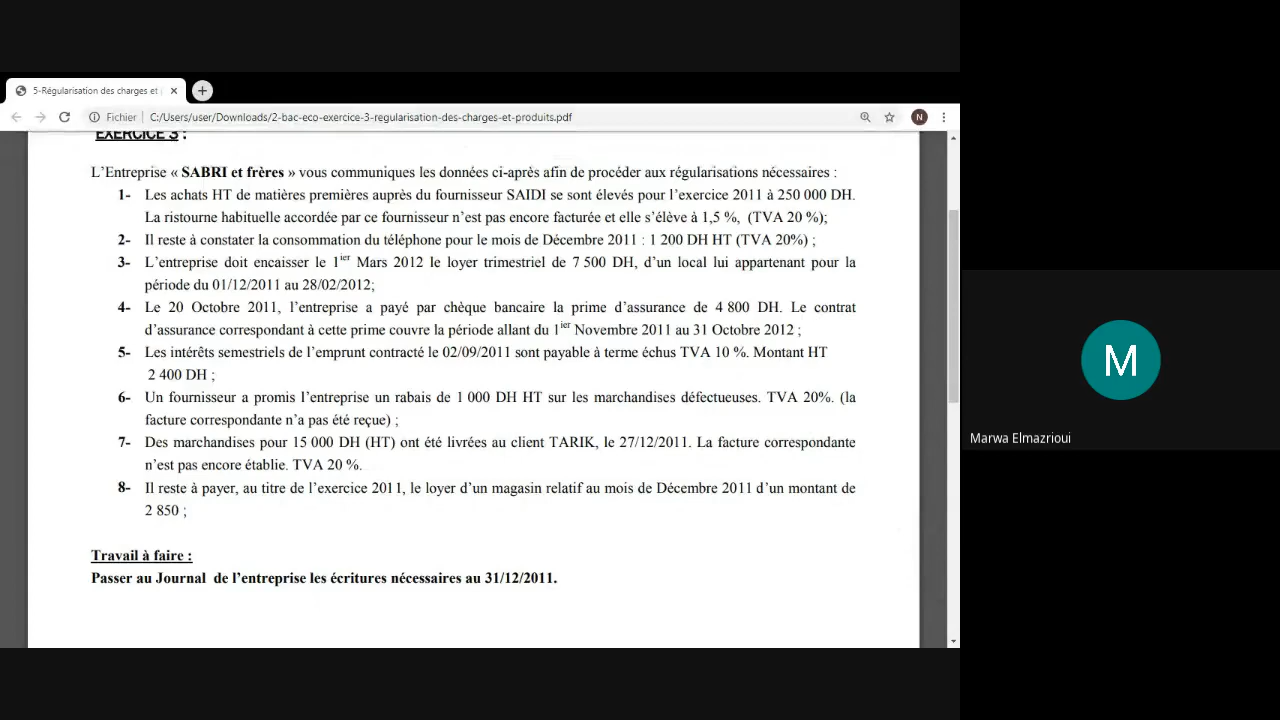 5-Régularisation des charges et
Fichier
C:/Users/user/Downloads/2-bac-eco-exercice-3-regularisation-des-charges-et-produits.pdf
N
EXERCICE 3 :
L'Entreprise « SABRI et frères » vous communiques les données ci-après afin de procéder aux régularisations nécessaires :
1- Les achats HT de matières premières auprès du fournisseur SAIDI se sont élevés pour l'exercice 2011 à 250 000 DH.
La ristourne habituelle accordée par ce fournisseur n'est pas encore facturée et elle s'élève à 1,5 %, (TVA 20 %);
2- Il reste à constater la consommation du téléphone pour le mois de Décembre 2011 : 1 200 DH HT (TVA 20%) ;
3- L'entreprise doit encaisser le 1ier Mars 2012 le loyer trimestriel de 7 500 DH, d'un local lui appartenant pour la
période du 01/12/2011 au 28/02/2012;
4- Le 20 Octobre 2011, l'entreprise a payé par chèque bancaire la prime d'assurance de 4 800 DH. Le contrat
d'assurance correspondant à cette prime couvre la période allant du 1ier Novembre 2011 au 31 Octobre 2012 ;
5- Les intérêts semestriels de l'emprunt contracté le 02/09/2011 sont payable à terme échus TVA 10 %. Montant HT
2 400 DH ;
6- Un fournisseur a promis l'entreprise un rabais de 1 000 DH HT sur les marchandises défectueuses. TVA 20%. (la
facture correspondante n'a pas été reçue) ;
7- Des marchandises pour 15 000 DH (HT) ont été livrées au client TARIK, le 27/12/2011. La facture correspondante
n'est pas encore établie. TVA 20 %.
8- Il reste à payer, au titre de l'exercice 2011, le loyer d'un magasin relatif au mois de Décembre 2011 d'un montant de
2 850 ;
Travail à faire :
Passer au Journal de l'entreprise les écritures nécessaires au 31/12/2011.
M
Marwa Elmazrioui